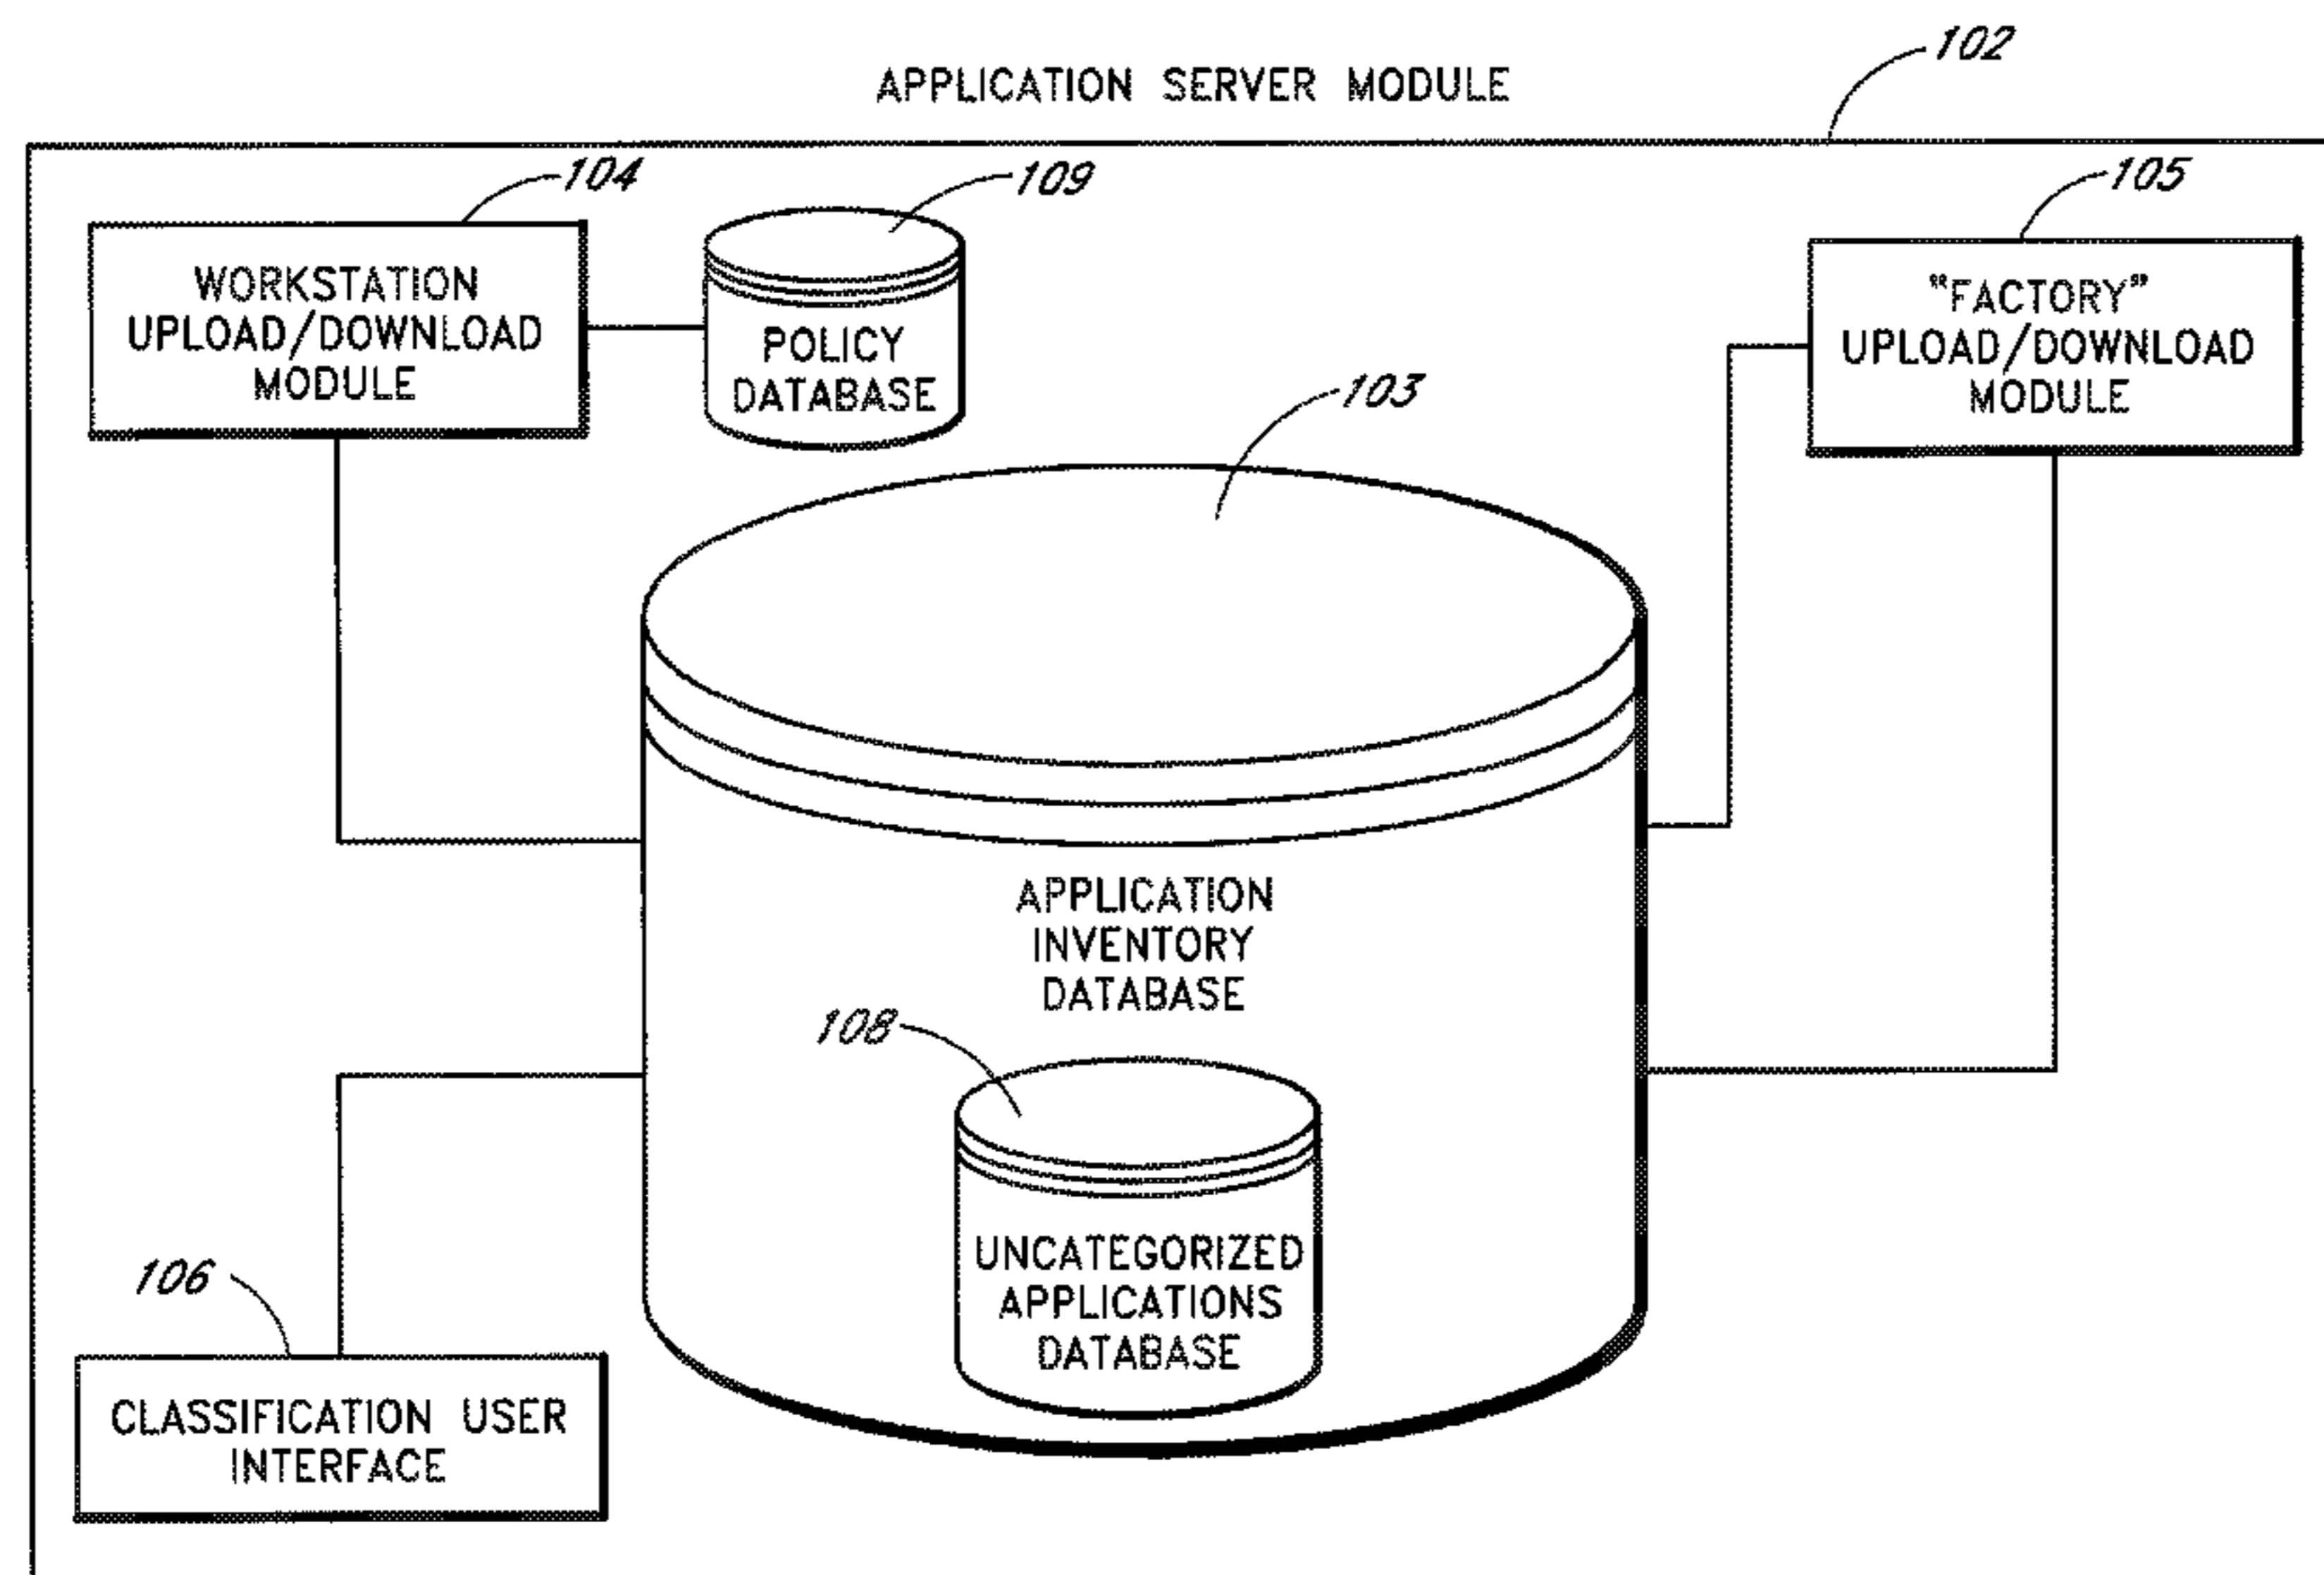 102
APPLICATION SERVER MODULE
104
109
105
WORKSTATION
UPLOAD/DOWNLOAD
MODULE
POLICY
DATABASE
"FACTORY"
UPLOAD/DOWNLOAD
MODULE
103
APPLICATION
INVENTORY
DATABASE
108
UNCATEGORIZED
APPLICATIONS
DATABASE
106
CLASSIFICATION USER
INTERFACE